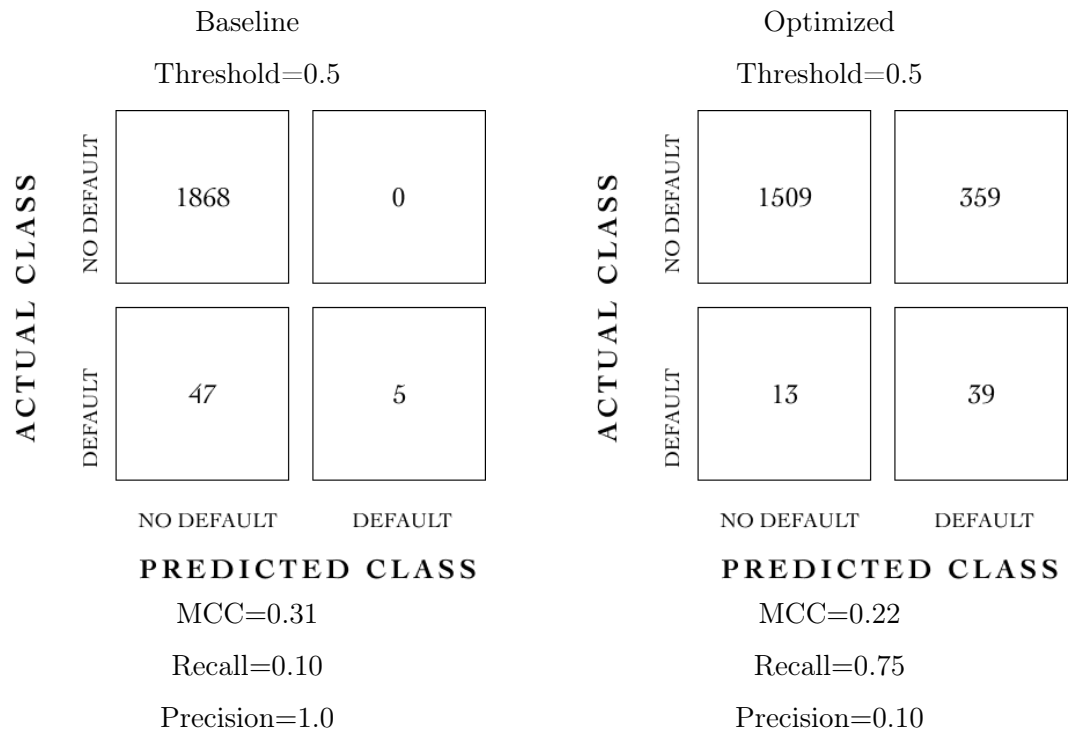 Baseline
Threshold=0.5
ACTUAL CLASS
NO DEFAULT
DEFAULT
1868
0
47
5
NO DEFAULT
DEFAULT
PREDICTED CLASS
MCC=0.31
Recall=0.10
Precision=1.0
Optimized
Threshold=0.5
ACTUAL CLASS
NO DEFAULT
DEFAULT
1509
359
13
39
NO DEFAULT
DEFAULT
PREDICTED CLASS
MCC=0.22
Recall=0.75
Precision=0.10